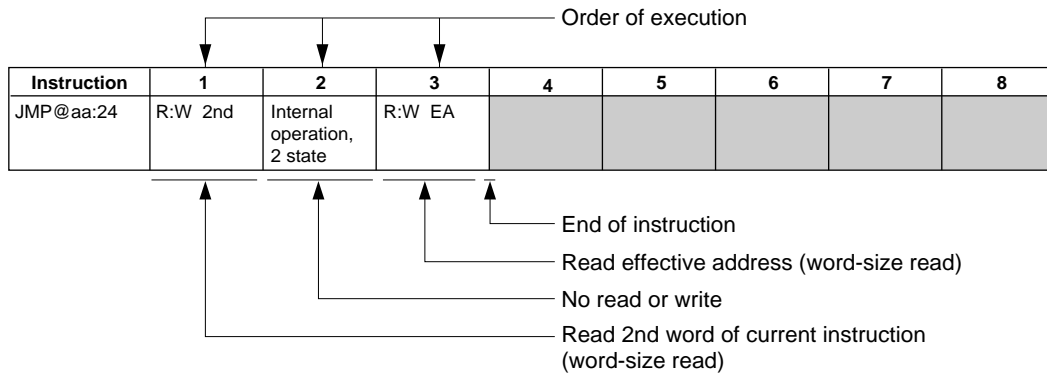 Order of execution
Instruction 1 2 3 4 5 6 7 8
JMP@aa:24 R:W 2nd Internal operation, 2 state R:W EA
End of instruction
Read effective address (word-size read)
No read or write
Read 2nd word of current instruction
(word-size read)